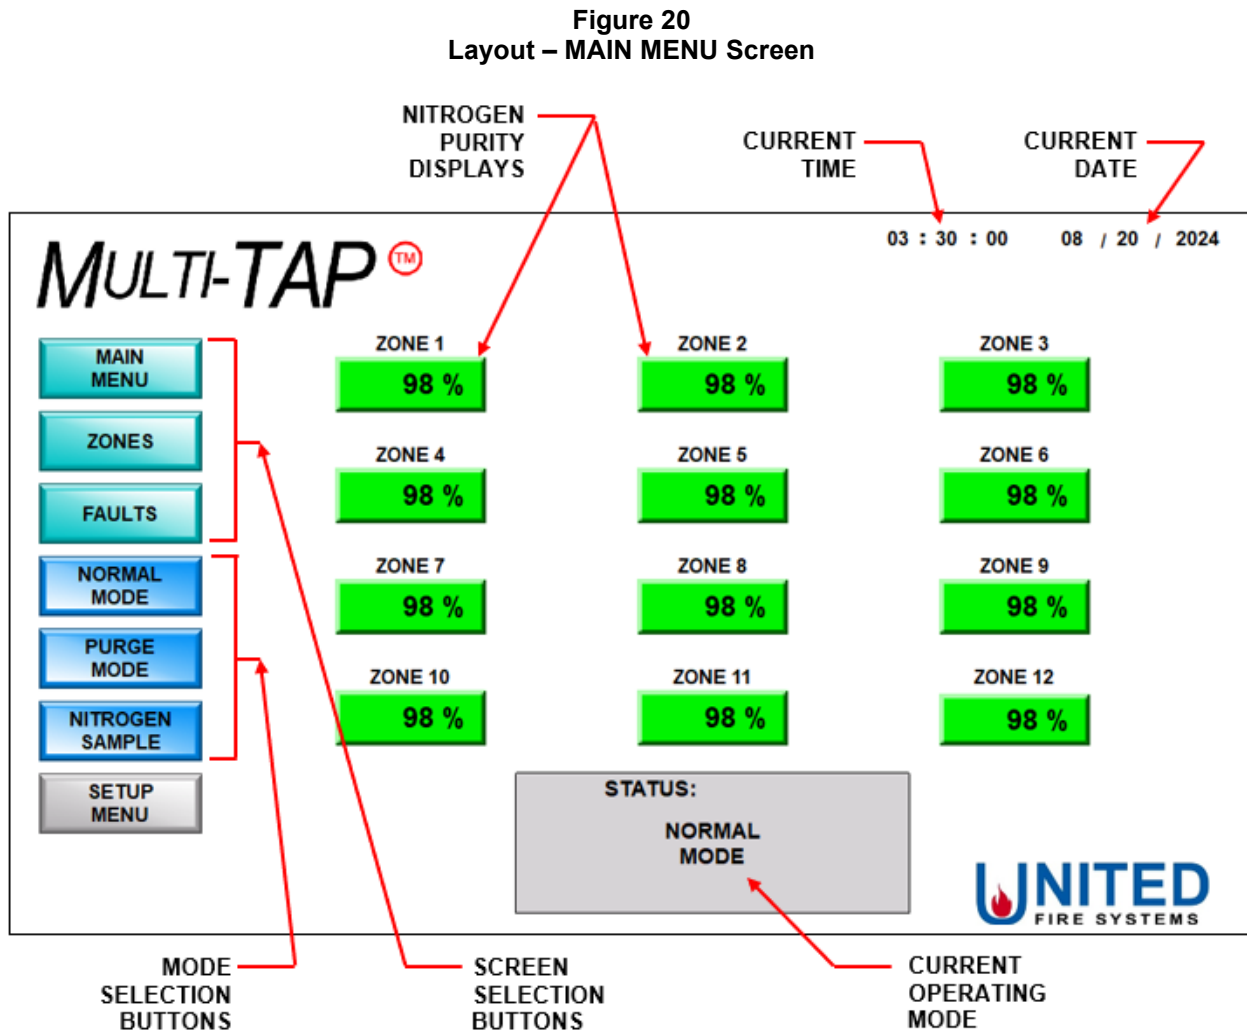 Figure 20
Layout – MAIN MENU Screen
NITROGEN
PURITY
DISPLAYS
CURRENT
TIME
CURRENT
DATE
MULTI-TAP TM
03 : 30 : 00 08 / 20 / 2024
MAIN
MENU
ZONES
FAULTS
NORMAL
MODE
PURGE
MODE
NITROGEN
SAMPLE
SETUP
MENU
ZONE 1
98 %
ZONE 2
98 %
ZONE 3
98 %
ZONE 4
98 %
ZONE 5
98 %
ZONE 6
98 %
ZONE 7
98 %
ZONE 8
98 %
ZONE 9
98 %
ZONE 10
98 %
ZONE 11
98 %
ZONE 12
98 %
STATUS:
NORMAL
MODE
UNITED
FIRE SYSTEMS
MODE
SELECTION
BUTTONS
SCREEN
SELECTION
BUTTONS
CURRENT
OPERATING
MODE